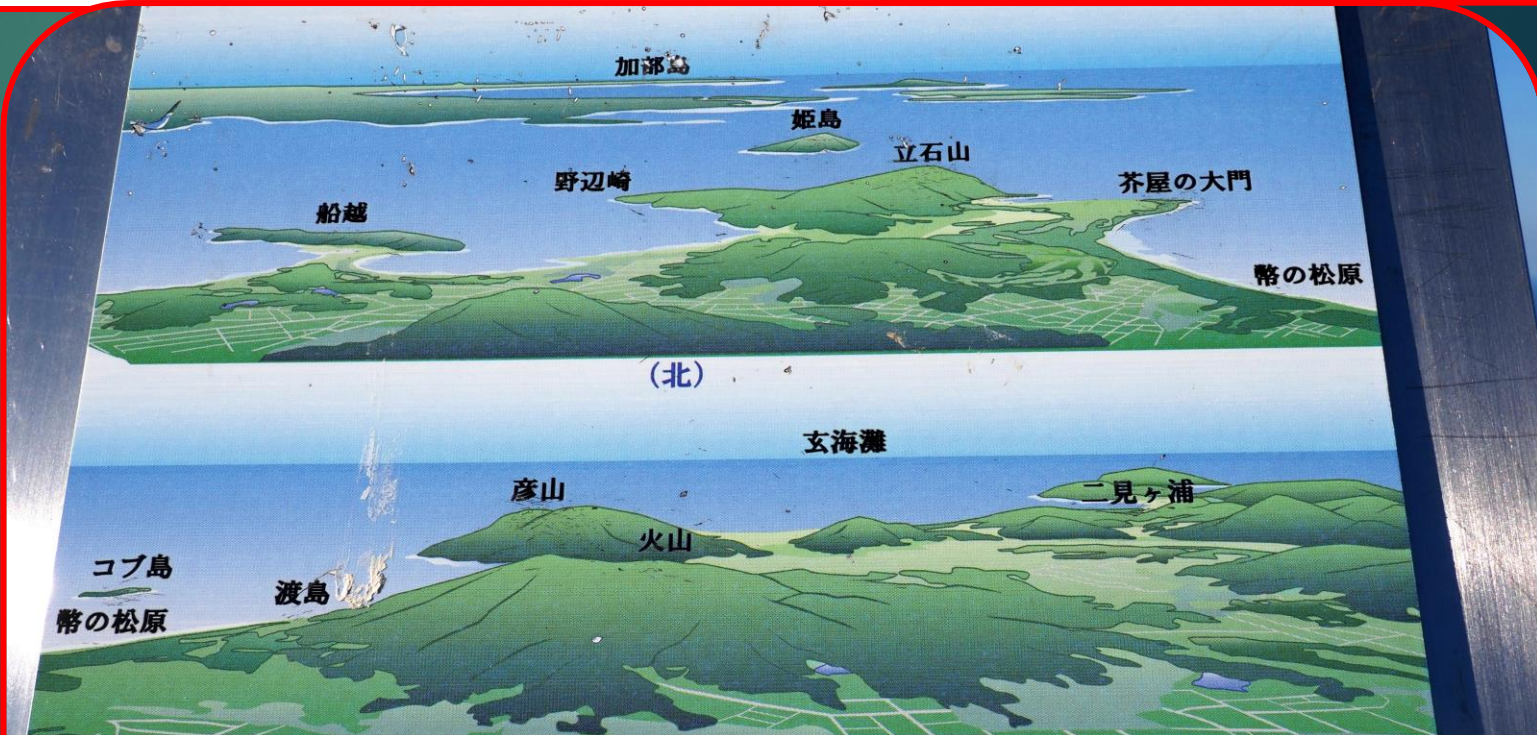 加部島
姫島
立石山
野辺崎
芥屋の大門
船越
幣の松原
（北）
玄海灘
彦山
二見ヶ浦
火山
コブ島
渡島
幣の松原